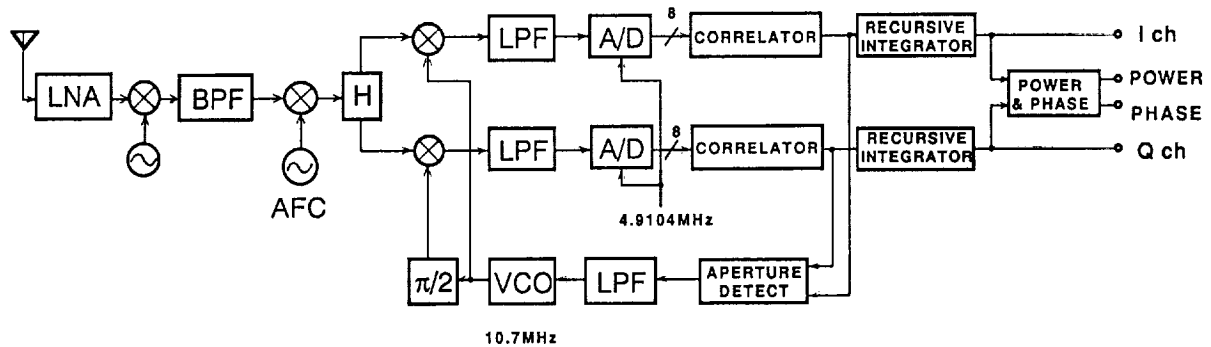 LNA
BPF
AFC
H
LPF
A/D
8
CORRELATOR
RECURSIVE
INTEGRATOR
I ch
POWER
& PHASE
POWER
PHASE
LPF
A/D
8
CORRELATOR
RECURSIVE
INTEGRATOR
Q ch
4.9104MHz
π/2
VCO
LPF
APERTURE
DETECT
10.7MHz